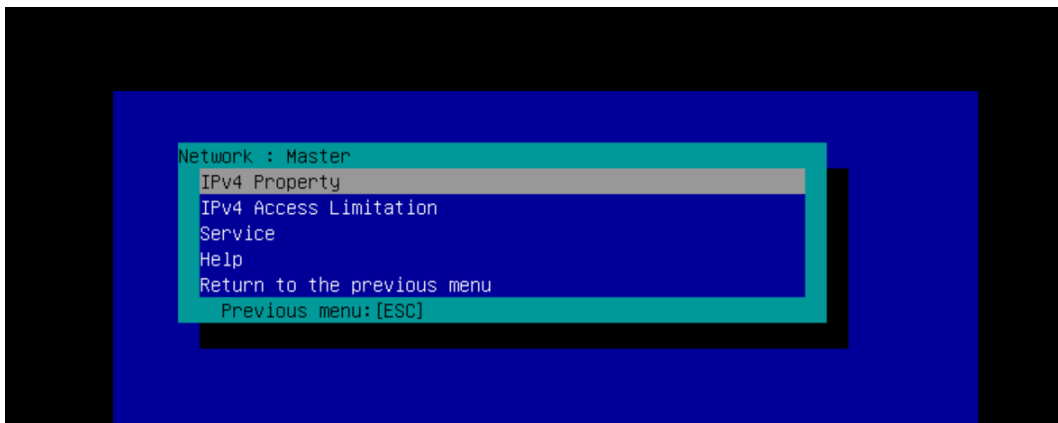 Network : Master
IPv4 Property
IPv4 Access Limitation
Service
Help
Return to the previous menu
Previous menu:[ESC]